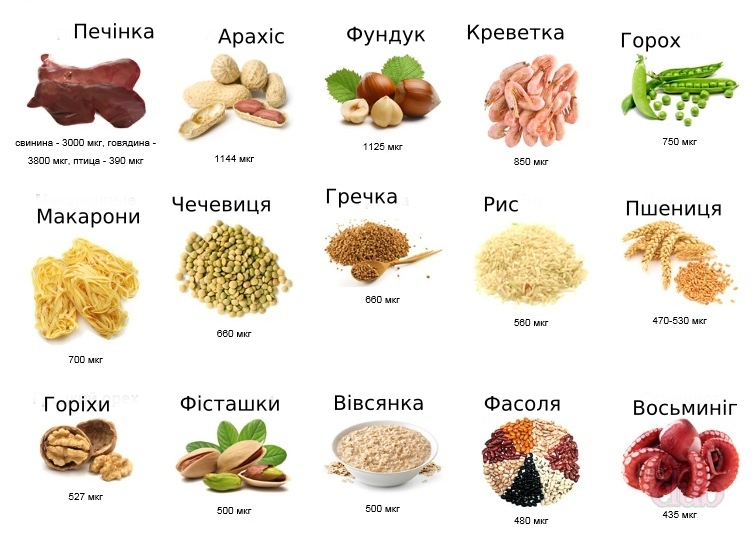 Печінка
свинина - 3000 мкг, говядина -
3800 мкг, птица - 390 мкг
Арахіс
1144 мкг
Фундук
1125 мкг
Креветка
850 мкг
Горох
750 мкг
Макарони
700 мкг
Чечевиця
660 мкг
Гречка
660 мкг
Рис
560 мкг
Пшениця
470-530 мкг
Горіхи
527 мкг
Фісташки
500 мкг
Вівсянка
500 мкг
Фасоля
480 мкг
Восьминіг
435 мкг